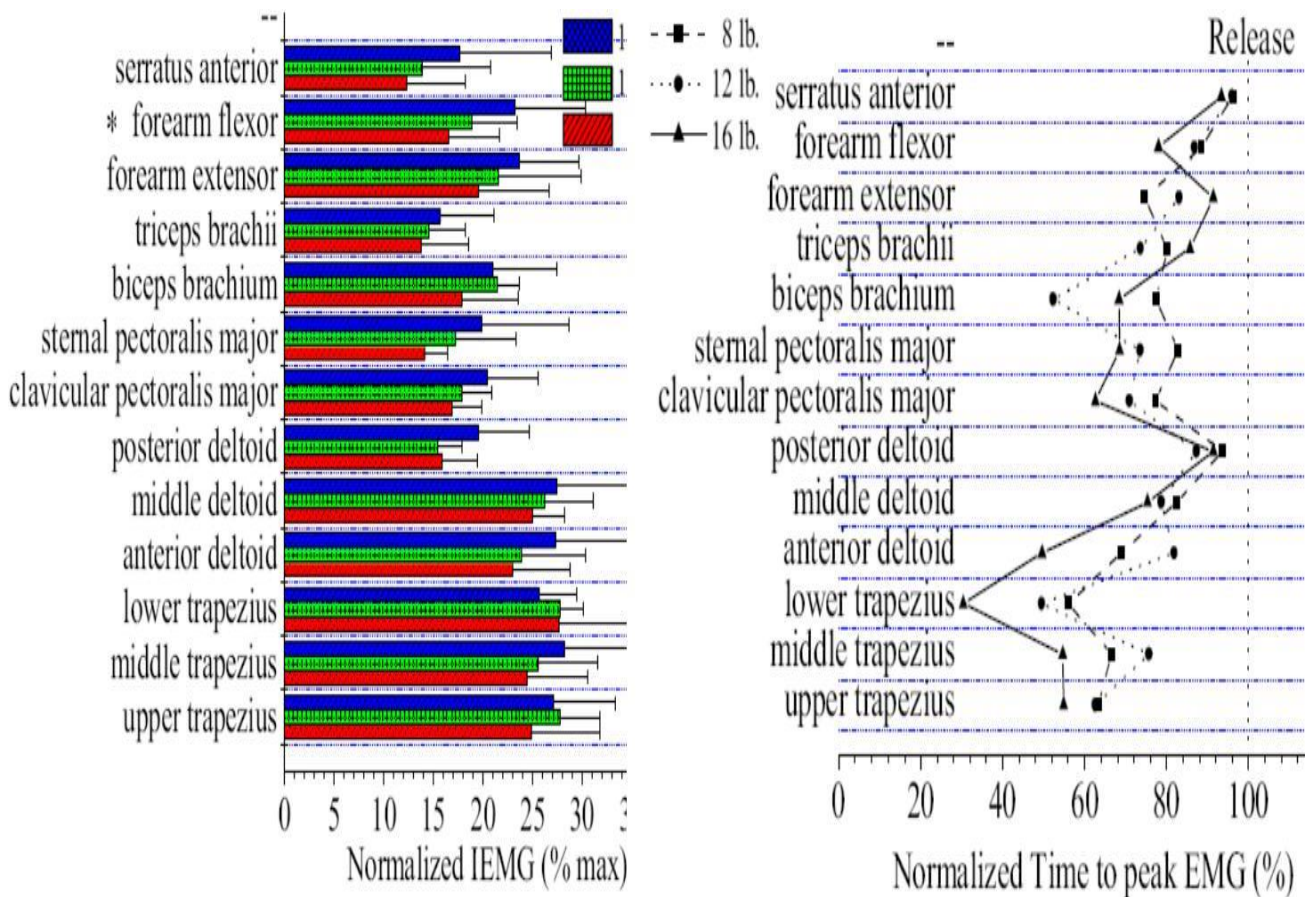 --
serratus anterior
* forearm flexor
forearm extensor
triceps brachii
biceps brachium
sternal pectoralis major
clavicular pectoralis major
posterior deltoid
middle deltoid
anterior deltoid
lower trapezius
middle trapezius
upper trapezius
0 5 10 15 20 25 30
Normalized IEMG (% max)
1
1
8 lb.
12 lb.
16 lb.
--
Release
serratus anterior
forearm flexor
forearm extensor
triceps brachii
biceps brachium
sternal pectoralis major
clavicular pectoralis major
posterior deltoid
middle deltoid
anterior deltoid
lower trapezius
middle trapezius
upper trapezius
0 20 40 60 80 100
Normalized Time to peak EMG (%)